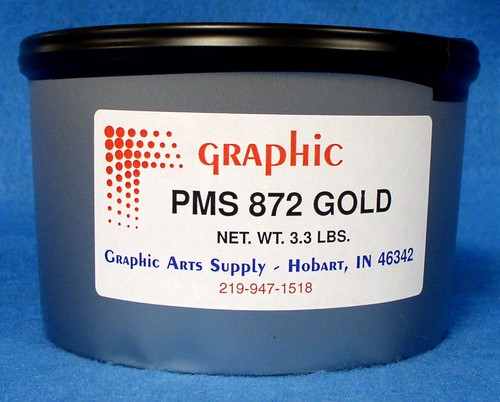 GRAPHIC
PMS 872 GOLD
NET. WT. 3.3 LBS.
Graphic Arts Supply - Hobart, IN 46342
219-947-1518